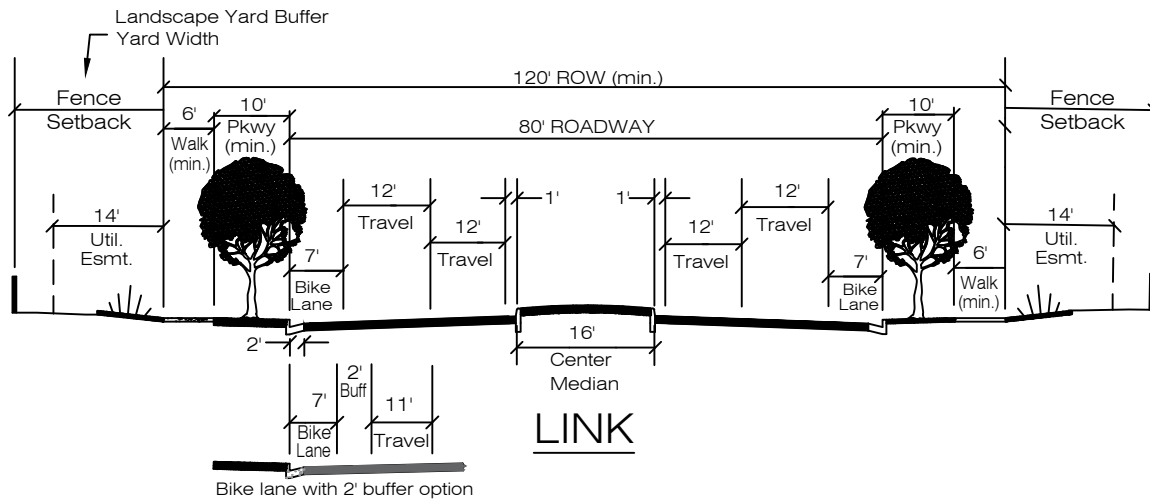 Landscape Yard Buffer
Yard Width
120' ROW (min.)
Fence
Setback
6'
Walk
(min.)
10'
Pkwy
(min.)
80' ROADWAY
10'
Pkwy
(min.)
Fence
Setback
14'
Util.
Esmt.
7'
Bike
Lane
12'
Travel
12'
Travel
1'
1'
12'
Travel
12'
Travel
7'
Bike
Lane
6'
Walk
(min.)
14'
Util.
Esmt.
2'
16'
Center
Median
7'
Bike
Lane
2'
Buff
11'
Travel
LINK
Bike lane with 2' buffer option